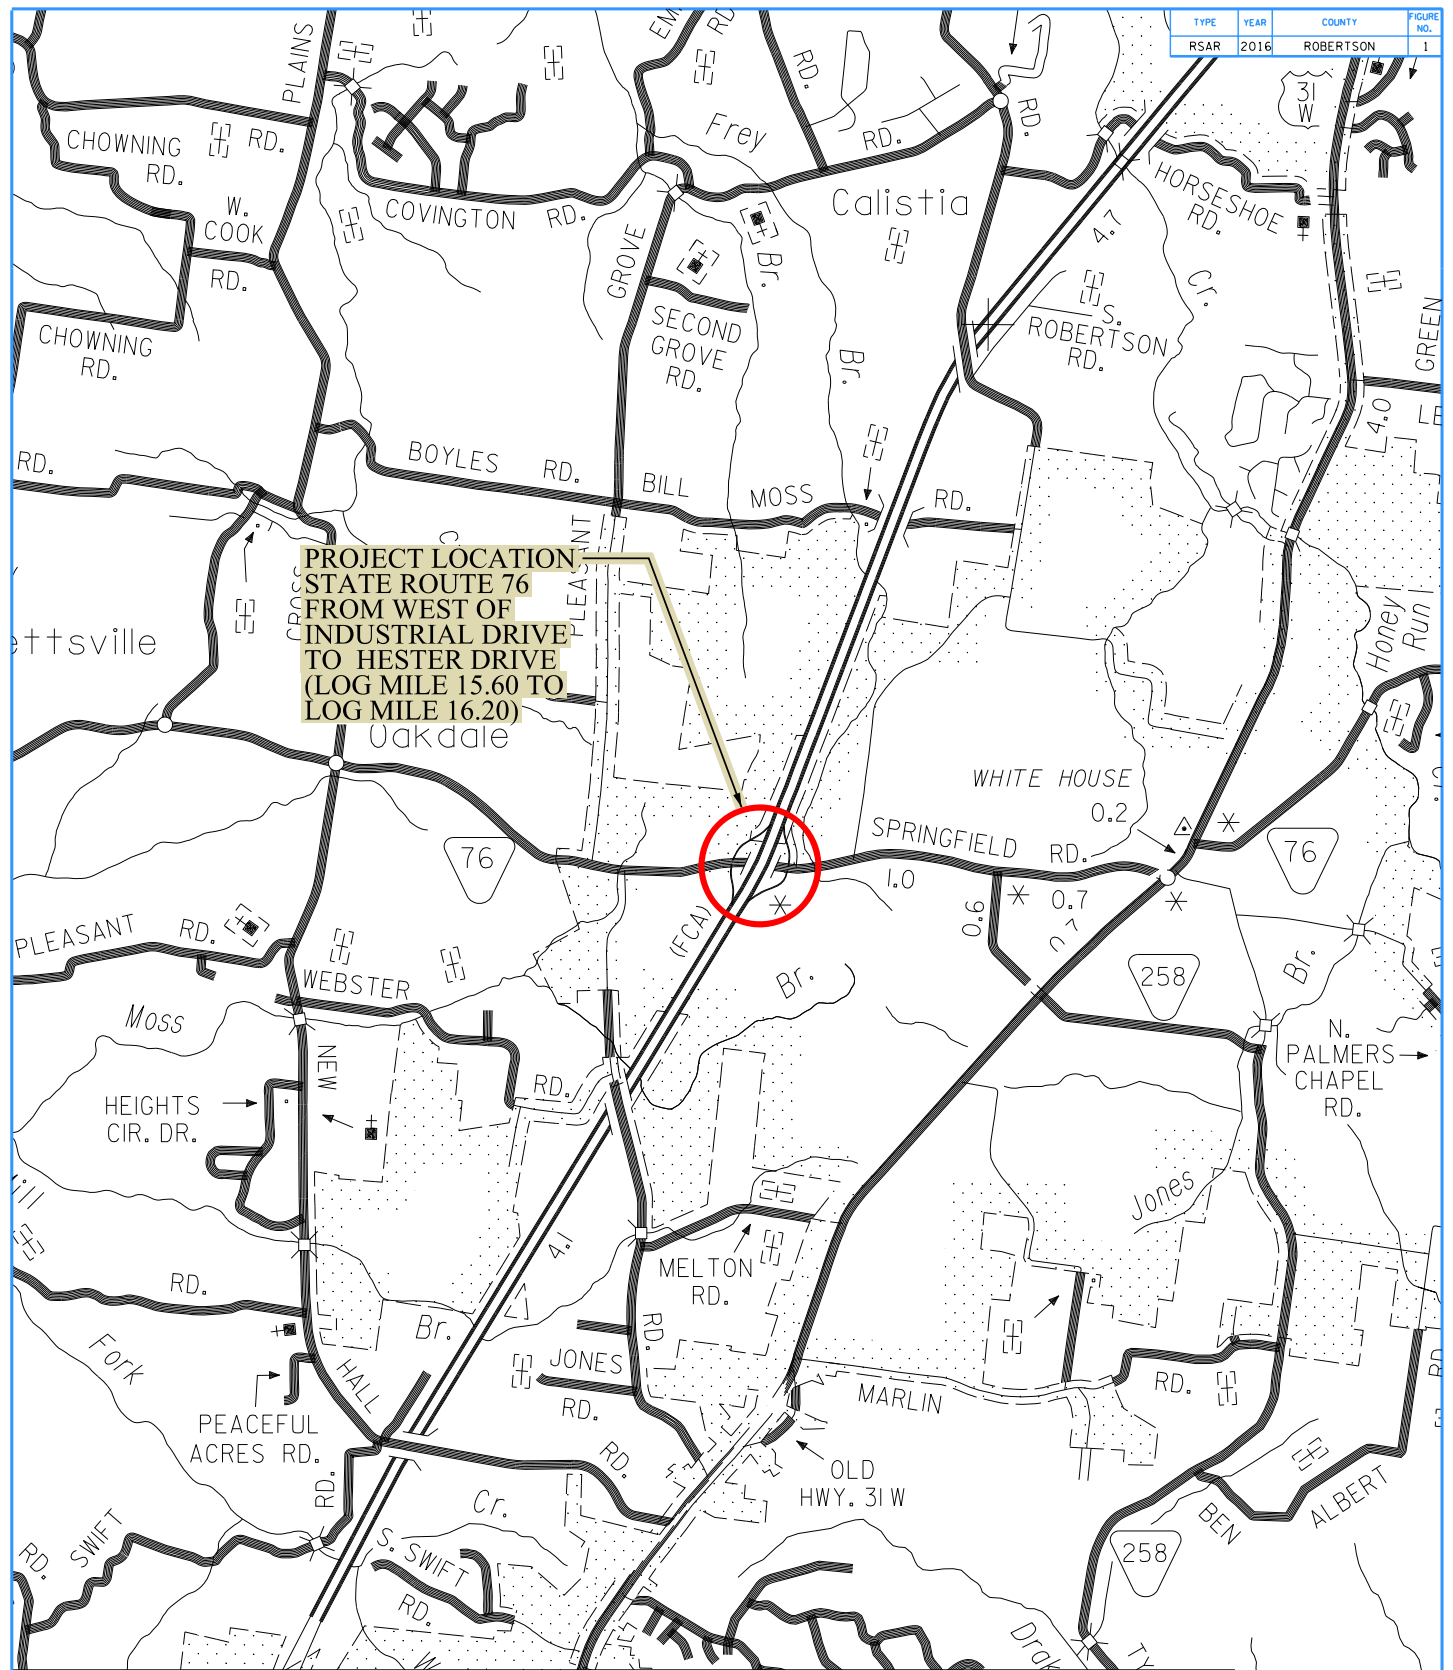 TYPE YEAR COUNTY FIGURE NO.
RSAR 2016 ROBERTSON 1
PLAINS
RD.
RD.
RD.
RD.
31
W
CHOWNING
RD.
RD.
Frey
W.
COOK
RD.
COVINGTON RD.
GROVE
Br.
Calistia
4.7
HORSESHOE
RD.
Cr.
CHOWNING
RD.
SECOND
GROVE
RD.
Br.
S.
ROBERTSON
RD.
GREEN
4.0
RD.
BOYLES RD.
BILL MOSS RD.
PROJECT LOCATION
STATE ROUTE 76
FROM WEST OF
INDUSTRIAL DRIVE
TO HESTER DRIVE
(LOG MILE 15.60 TO
LOG MILE 16.20)
ettsville
Oakdale
Honey
Run
WHITE HOUSE
0.2
76
SPRINGFIELD RD.
76
1.0
0.7
0.6
0.7
(FCA)
PLEASANT RD.
WEBSTER
RD.
Br.
258
Br.
Moss
NEW
N.
PALMERS
CHAPEL
RD.
HEIGHTS
CIR. DR.
Jones
4.1
MELTON
RD.
RD.
Br.
RD.
Fork
HALL
JONES
RD.
MARLIN
RD.
RD.
PEACEFUL
ACRES RD.
RD.
RD.
OLD
HWY. 31 W
Cr.
BEN
ALBERT
RD.
SWIFT
S. SWIFT
RD.
258